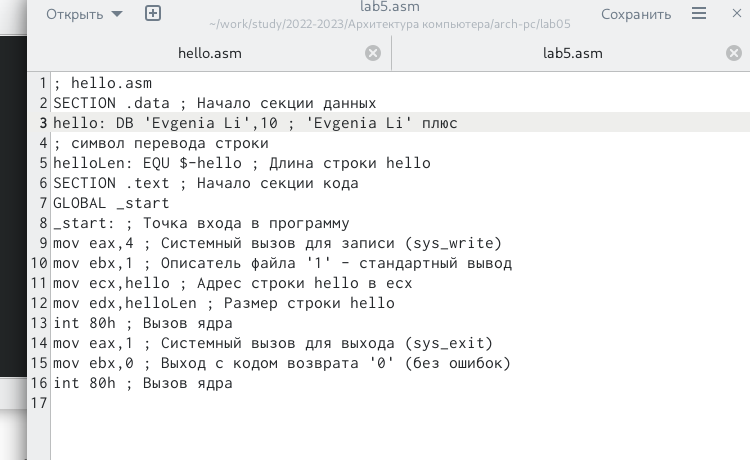 Открыть
lab5.asm
~/work/study/2022-2023/Архитектура компьютера/arch-pc/lab05
Сохранить
hello.asm
lab5.asm
1 ; hello.asm
2 SECTION .data ; Начало секции данных
3 hello: DB 'Evgenia Li',10 ; 'Evgenia Li' плюс
4 ; символ перевода строки
5 helloLen: EQU $-hello ; Длина строки hello
6 SECTION .text ; Начало секции кода
7 GLOBAL _start
8 _start: ; Точка входа в программу
9 mov eax,4 ; Системный вызов для записи (sys_write)
10 mov ebx,1 ; Описатель файла '1' - стандартный вывод
11 mov ecx,hello ; Адрес строки hello в ecx
12 mov edx,helloLen ; Размер строки hello
13 int 80h ; Вызов ядра
14 mov eax,1 ; Системный вызов для выхода (sys_exit)
15 mov ebx,0 ; Выход с кодом возврата '0' (без ошибок)
16 int 80h ; Вызов ядра
17